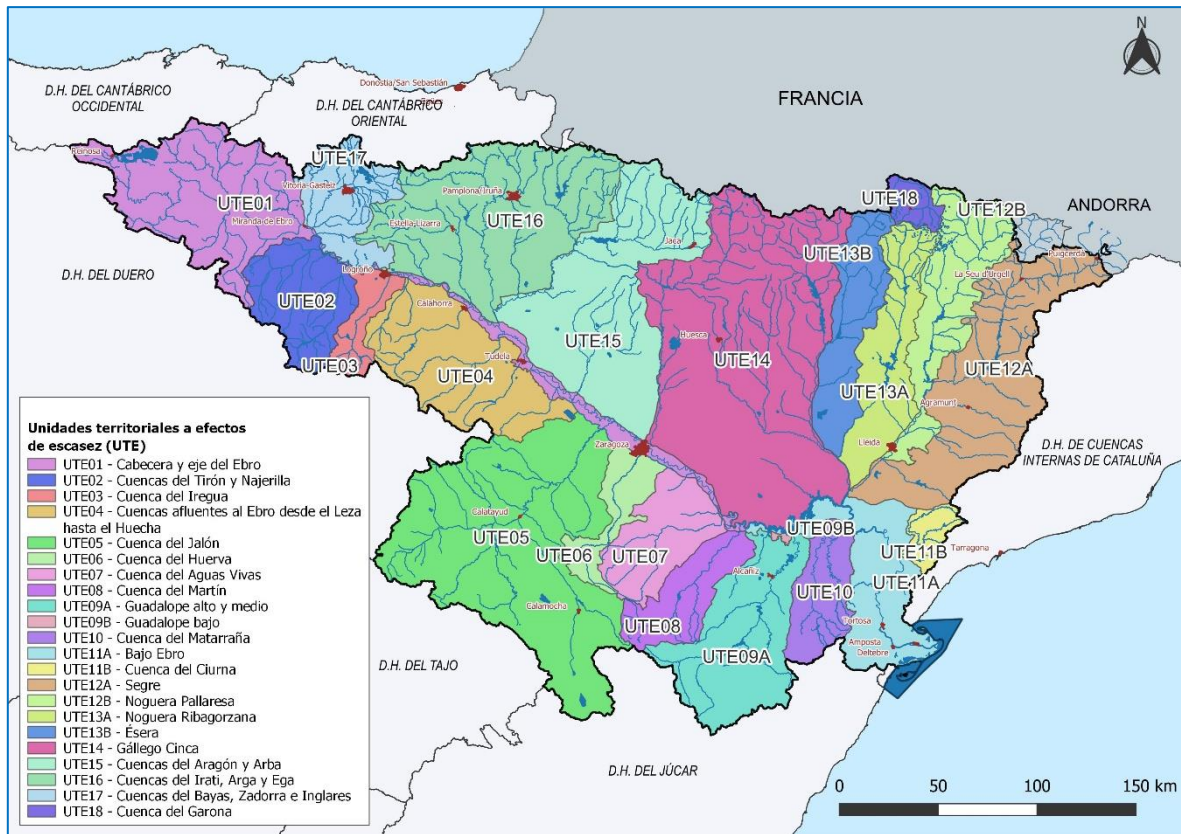 N
Donostia/San Sebastián
D.H. DEL CANTÁBRICO
OCCIDENTAL
D.H. DEL CANTÁBRICO
ORIENTAL
FRANCIA
Reinosa
UTE17
Vitoria-Gasteiz
UTE01
Pamplona/Iruña
UTE18
UTE12B
ANDORRA
Miranda de Ebro
Estella-Lizarra
UTE16
Jaca
UTE13B
Puigcerdà
D.H. DEL DUERO
Logroño
La Seu d'Urgell
UTE02
Calahorra
UTE03
Tudela
UTE15
Huesca
UTE14
UTE04
UTE12A
UTE13A
Agramunt
Zaragoza
Lleida
D.H. DE CUENCAS
INTERNAS DE CATALUÑA
Calatayud
UTE05
UTE06
UTE07
UTE09B
UTE11B
Tarragona
Alcañiz
UTE10
UTE11A
Calamocha
UTE08
Tortosa
Amposta
Deltebre
UTE09A
D.H. DEL TAJO
D.H. DEL JÚCAR
Unidades territoriales a efectos
de escasez (UTE)
UTE01 - Cabecera y eje del Ebro
UTE02 - Cuencas del Tirón y Najerilla
UTE03 - Cuenca del Iregua
UTE04 - Cuencas afluentes al Ebro desde el Leza
hasta el Huecha
UTE05 - Cuenca del Jalón
UTE06 - Cuenca del Huerva
UTE07 - Cuenca del Aguas Vivas
UTE08 - Cuenca del Martín
UTE09A - Guadalope alto y medio
UTE09B - Guadalope bajo
UTE10 - Cuenca del Matarraña
UTE11A - Bajo Ebro
UTE11B - Cuenca del Ciurna
UTE12A - Segre
UTE12B - Noguera Pallaresa
UTE13A - Noguera Ribagorzana
UTE13B - Ésera
UTE14 - Gállego Cinca
UTE15 - Cuencas del Aragón y Arba
UTE16 - Cuencas del Irati, Arga y Ega
UTE17 - Cuencas del Bayas, Zadorra e Inglares
UTE18 - Cuenca del Garona
0 50 100 150 km